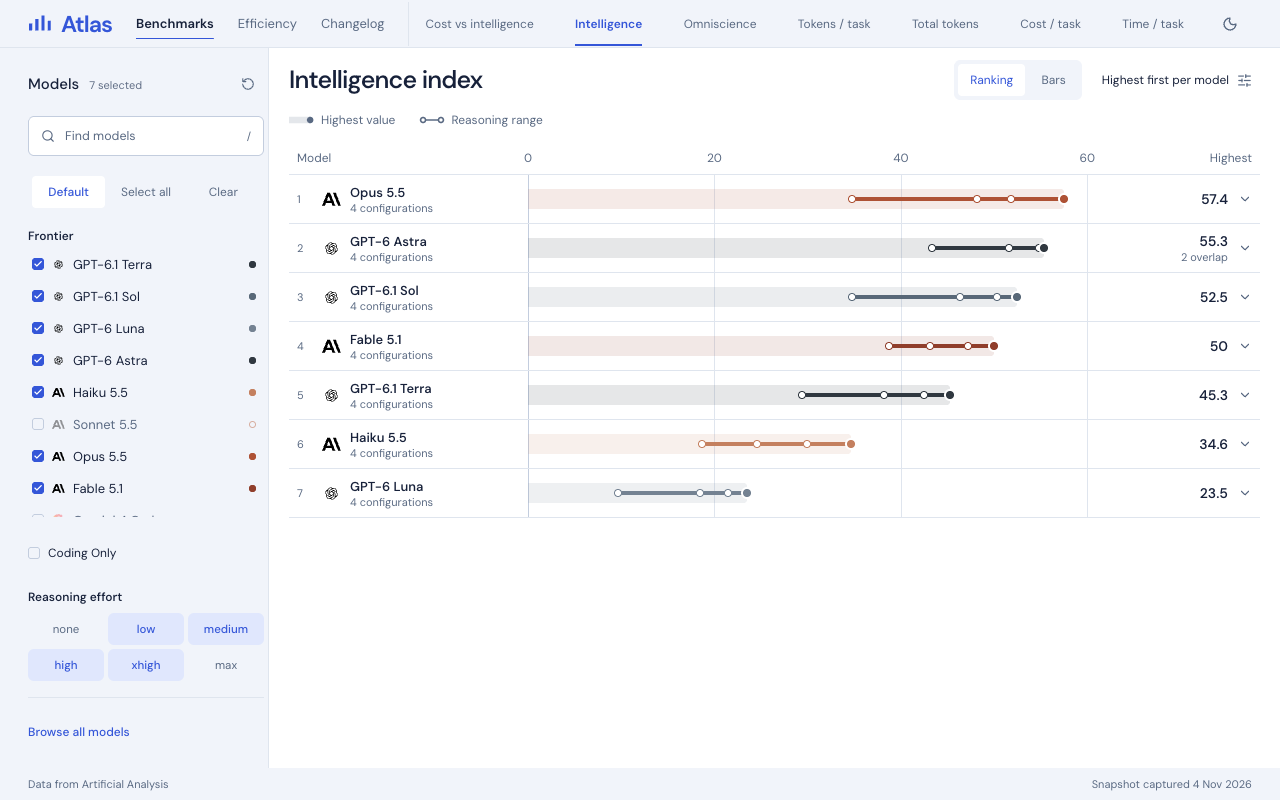 Atlas
Benchmarks Efficiency Changelog
Cost vs intelligence Intelligence Omniscience Tokens / task Total tokens Cost / task Time / task
Models 7 selected
Find models /
Default Select all Clear
Frontier
GPT-6.1 Terra
GPT-6.1 Sol
GPT-6 Luna
GPT-6 Astra
Haiku 5.5
Sonnet 5.5
Opus 5.5
Fable 5.1
Coding Only
Reasoning effort
none low medium
high xhigh max
Browse all models
Intelligence index
Ranking Bars Highest first per model
Highest value Reasoning range
Model 0 20 40 60 Highest
1 Opus 5.5 57.4
4 configurations
2 GPT-6 Astra 55.3
4 configurations 2 overlap
3 GPT-6.1 Sol 52.5
4 configurations
4 Fable 5.1 50
4 configurations
5 GPT-6.1 Terra 45.3
4 configurations
6 Haiku 5.5 34.6
4 configurations
7 GPT-6 Luna 23.5
4 configurations
Data from Artificial Analysis Snapshot captured 4 Nov 2026